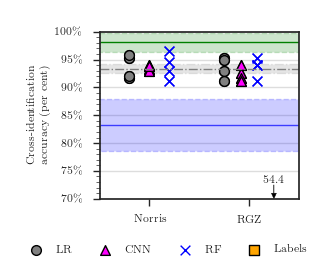 100%
95%
90%
85%
80%
75%
70%
Cross-identification
accuracy (per cent)
54.4
Norris RGZ
LR CNN RF Labels